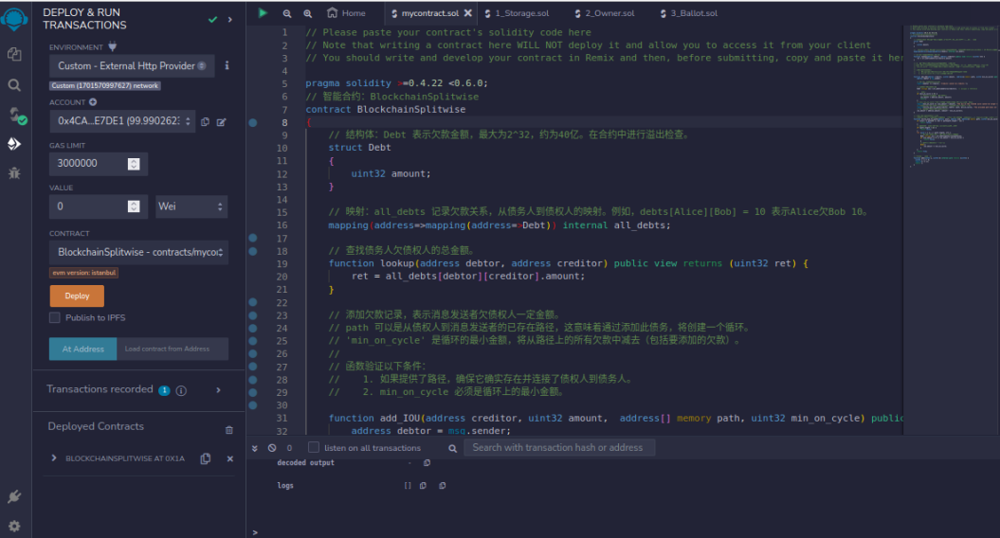 DEPLOY & RUN
TRANSACTIONS
ENVIRONMENT
Custom - External Http Provider
Custom (1701570997627) network
ACCOUNT
0x4CA...E7DE1 (99.9902623
GAS LIMIT
3000000
VALUE
0
Wei
CONTRACT
BlockchainSplitwise - contracts/mycor
evm version: istanbul
Deploy
Publish to IPFS
At Address
Load contract from Address
Transactions recorded 1
Deployed Contracts
BLOCKCHAINSPLITWISE AT 0X1A
Home
mycontract.sol
1_Storage.sol
2_Owner.sol
3_Ballot.sol
1 // Please paste your contract's solidity code here
2 // Note that writing a contract here WILL NOT deploy it and allow you to access it from your client
3 // You should write and develop your contract in Remix and then, before submitting, copy and paste it her
4
5 pragma solidity >=0.4.22 <0.6.0;
6 // 智能合约：BlockchainSplitwise
7 contract BlockchainSplitwise
8 {
9 // 结构体：Debt 表示欠款金额，最大为2^32，约为40亿。在合约中进行溢出检查。
10 struct Debt
11 {
12 uint32 amount;
13 }
14
15 // 映射：all_debts 记录欠款关系，从债务人到债权人的映射。例如，debts[Alice][Bob] = 10 表示Alice欠Bob 10。
16 mapping(address=>mapping(address=>Debt)) internal all_debts;
17
18 // 查找债务人欠债权人的总金额。
19 function lookup(address debtor, address creditor) public view returns (uint32 ret) {
20 ret = all_debts[debtor][creditor].amount;
21 }
22
23 // 添加欠款记录，表示消息发送者欠债权人一定金额。
24 // path 可以是从债权人到消息发送者的已存在路径，这意味着通过添加此债务，将创建一个循环。
25 // 'min_on_cycle' 是循环的最小金额，将从路径上的所有欠款中减去（包括要添加的欠款）。
26 //
27 // 函数验证以下条件：
28 // 1. 如果提供了路径，确保它确实存在并连接了债权人到债务人。
29 // 2. min_on_cycle 必须是循环上的最小金额。
30
31 function add_IOU(address creditor, uint32 amount, address[] memory path, uint32 min_on_cycle) public
32 address debtor = msg.sender;
0
listen on all transactions
Search with transaction hash or address
decoded output -
logs []
>